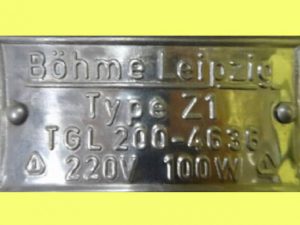 Böhme Leipzig
Type Z1
TGL 200-4636
220V 100W